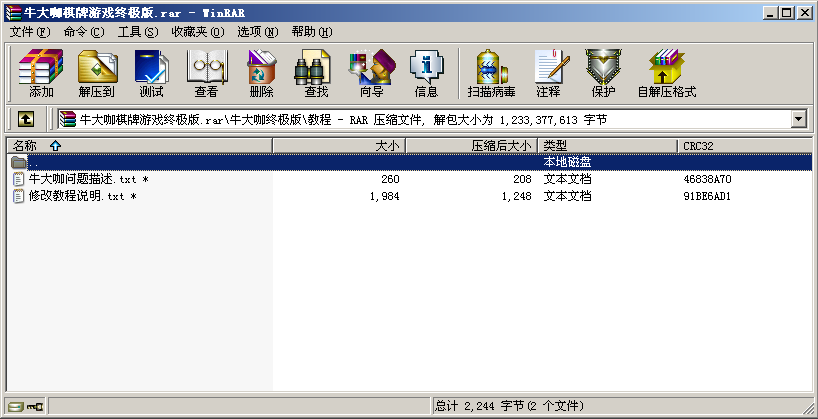 牛大咖棋牌游戏终极版.rar - WinRAR
文件(F) 命令(C) 工具(S) 收藏夹(O) 选项(N) 帮助(H)
添加 解压到 测试 查看 删除 查找 向导 信息 扫描病毒 注释 保护 自解压格式
牛大咖棋牌游戏终极版.rar\牛大咖终极版\教程 - RAR 压缩文件, 解包大小为 1,233,377,613 字节
名称 大小 压缩后大小 类型 CRC32
.. 本地磁盘
牛大咖问题描述.txt * 260 208 文本文档 46838A70
修改教程说明.txt * 1,984 1,248 文本文档 91BE6AD1
总计 2,244 字节(2 个文件)